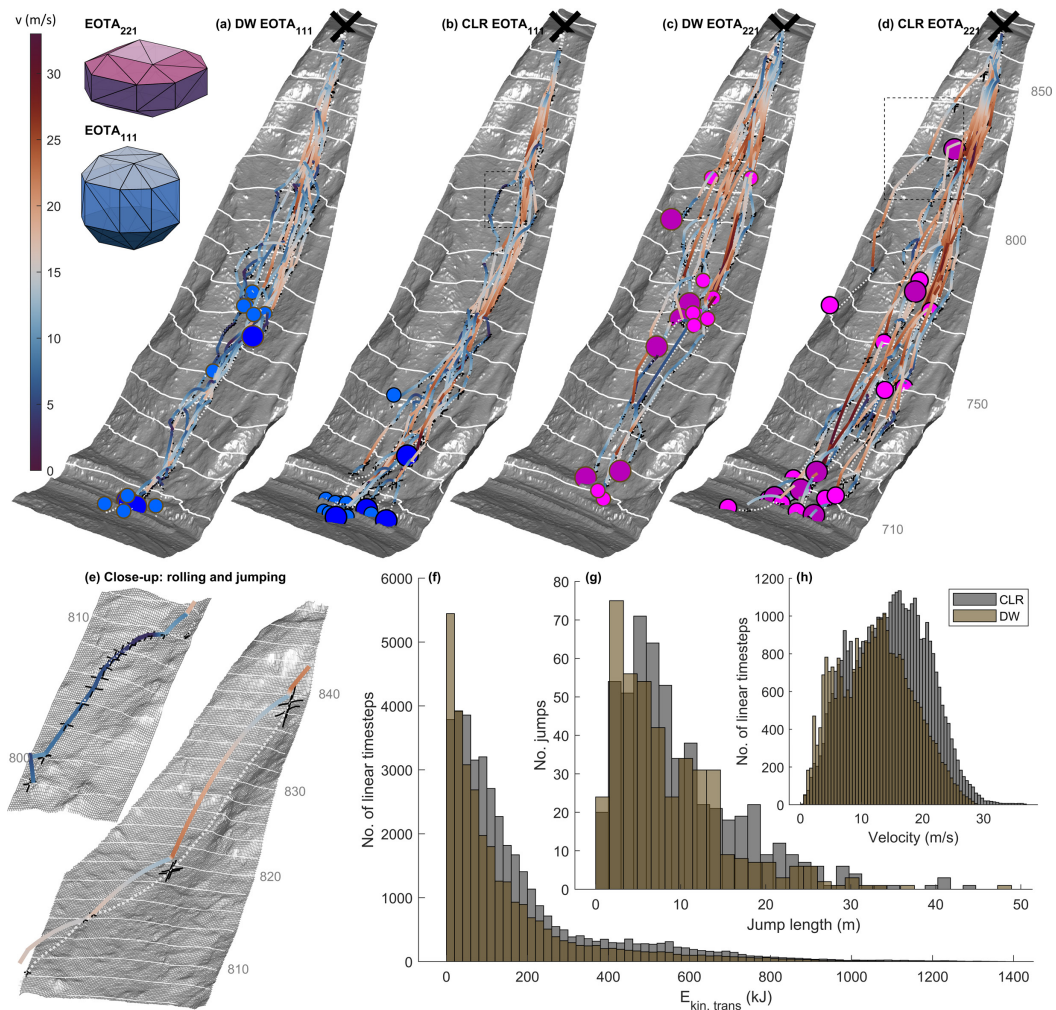 v (m/s)
EOTA221
(a) DW EOTA111
(b) CLR EOTA111
(c) DW EOTA221
(d) CLR EOTA221
30
25
20
15
10
5
0
EOTA111
850
800
750
710
(e) Close-up: rolling and jumping
810
800
840
830
820
810
(f)
No. of linear timesteps
6000
5000
4000
3000
2000
1000
0
0 200 400 600 800 1000 1200 1400
Ekin, trans (kJ)
(g)
No. jumps
80
70
60
50
40
30
20
10
0
0 10 20 30 40 50
Jump length (m)
(h)
No. of linear timesteps
1200
1000
800
600
400
200
0
0 10 20 30
Velocity (m/s)
CLR
DW